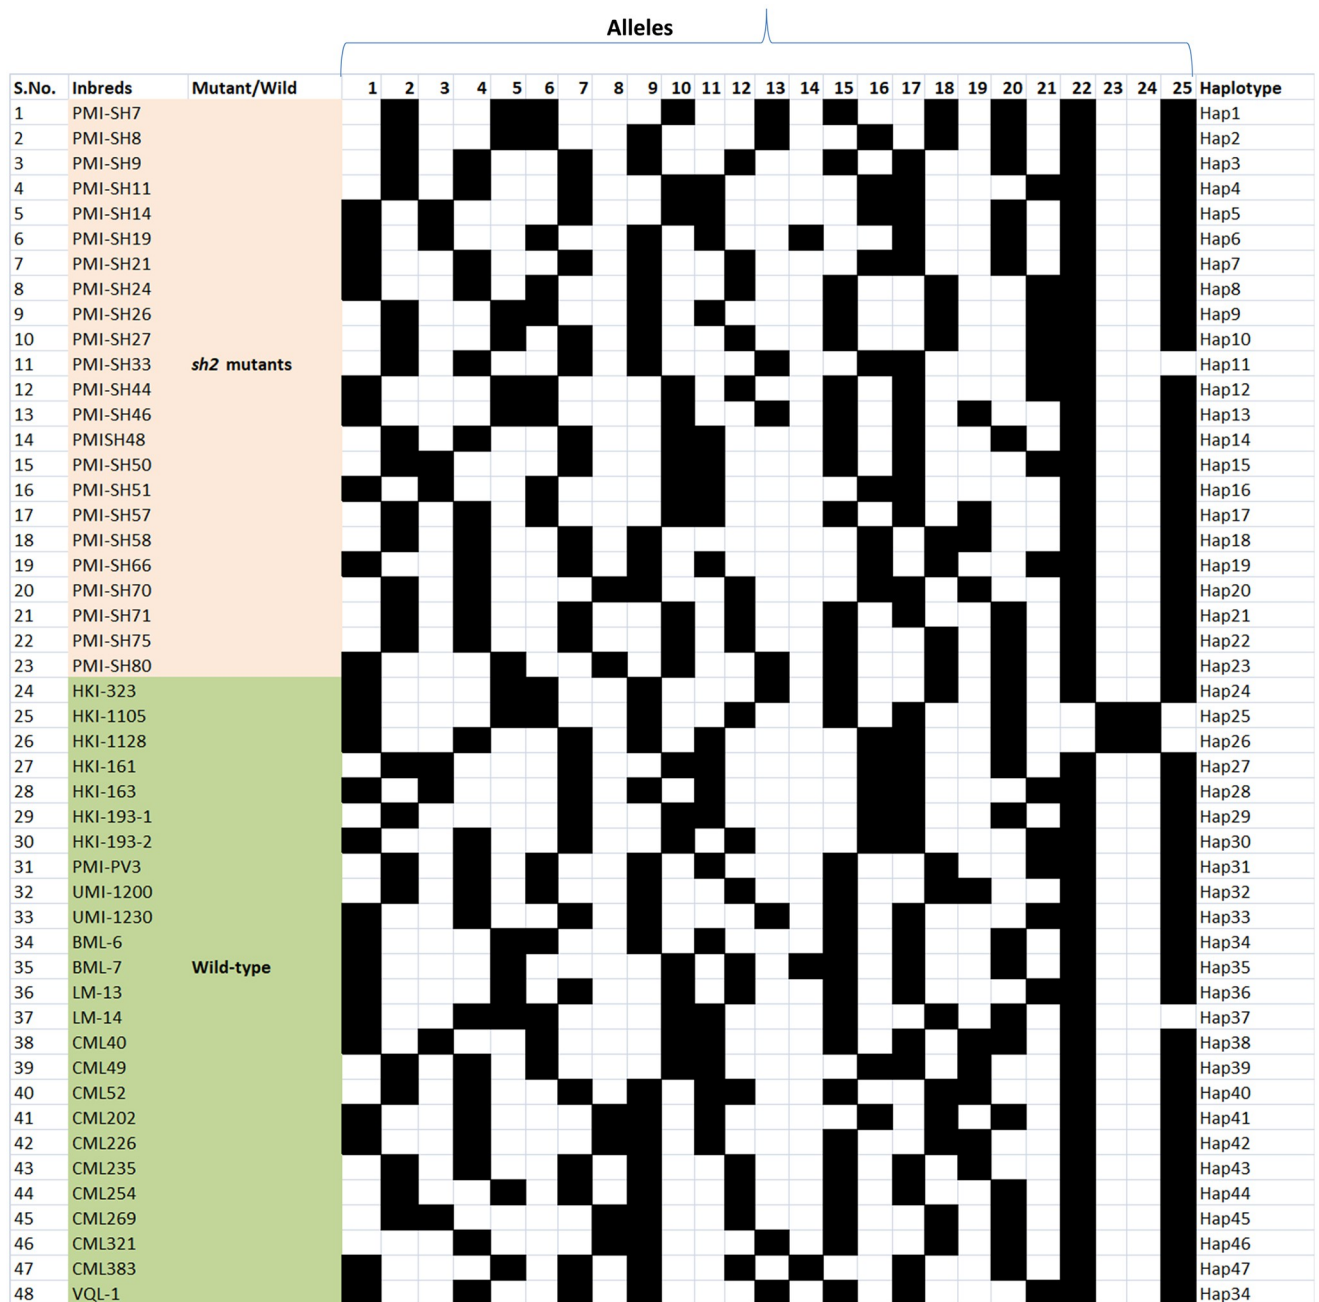 Alleles
S.No. Inbreds Mutant/Wild 1 2 3 4 5 6 7 8 9 10 11 12 13 14 15 16 17 18 19 20 21 22 23 24 25 Haplotype
1 PMI-SH7 Hap1
2 PMI-SH8 Hap2
3 PMI-SH9 Hap3
4 PMI-SH11 Hap4
5 PMI-SH14 Hap5
6 PMI-SH19 Hap6
7 PMI-SH21 Hap7
8 PMI-SH24 Hap8
9 PMI-SH26 Hap9
10 PMI-SH27 Hap10
11 PMI-SH33 sh2 mutants Hap11
12 PMI-SH44 Hap12
13 PMI-SH46 Hap13
14 PMISH48 Hap14
15 PMI-SH50 Hap15
16 PMI-SH51 Hap16
17 PMI-SH57 Hap17
18 PMI-SH58 Hap18
19 PMI-SH66 Hap19
20 PMI-SH70 Hap20
21 PMI-SH71 Hap21
22 PMI-SH75 Hap22
23 PMI-SH80 Hap23
24 HKI-323 Hap24
25 HKI-1105 Hap25
26 HKI-1128 Hap26
27 HKI-161 Hap27
28 HKI-163 Hap28
29 HKI-193-1 Hap29
30 HKI-193-2 Hap30
31 PMI-PV3 Hap31
32 UMI-1200 Hap32
33 UMI-1230 Hap33
34 BML-6 Hap34
35 BML-7 Wild-type Hap35
36 LM-13 Hap36
37 LM-14 Hap37
38 CML40 Hap38
39 CML49 Hap39
40 CML52 Hap40
41 CML202 Hap41
42 CML226 Hap42
43 CML235 Hap43
44 CML254 Hap44
45 CML269 Hap45
46 CML321 Hap46
47 CML383 Hap47
48 VQL-1 Hap34